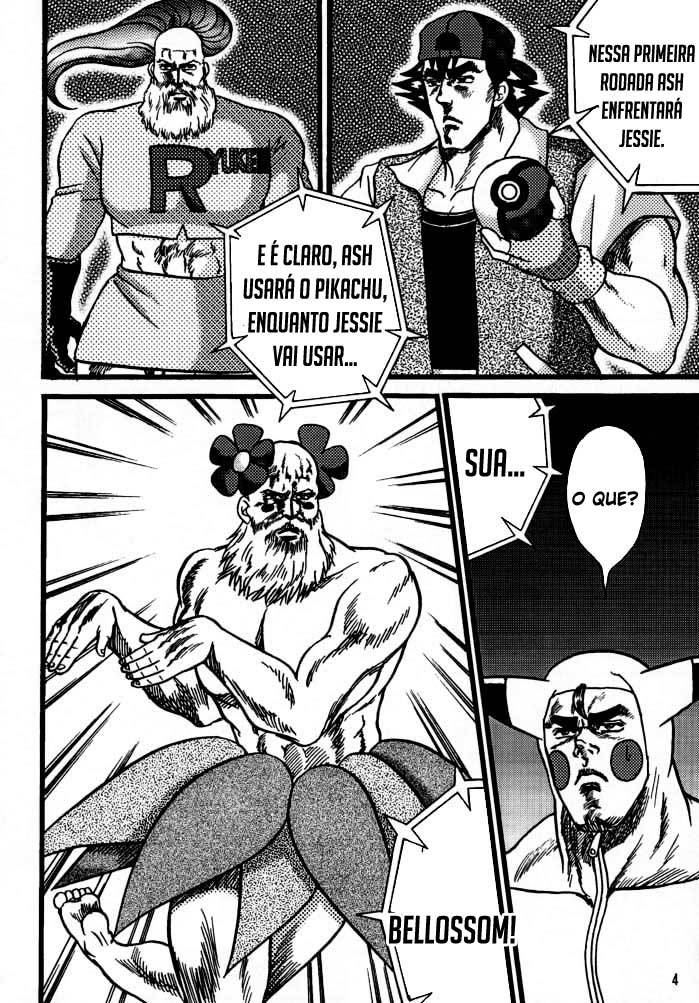 NESSA PRIMEIRA
RODADA ASH
ENFRENTARÁ
JESSIE.
RYUKEN
E É CLARO, ASH
USARÁ O PIKACHU,
ENQUANTO JESSIE
VAI USAR...
SUA...
O QUE?
BELLOSSOM!
4